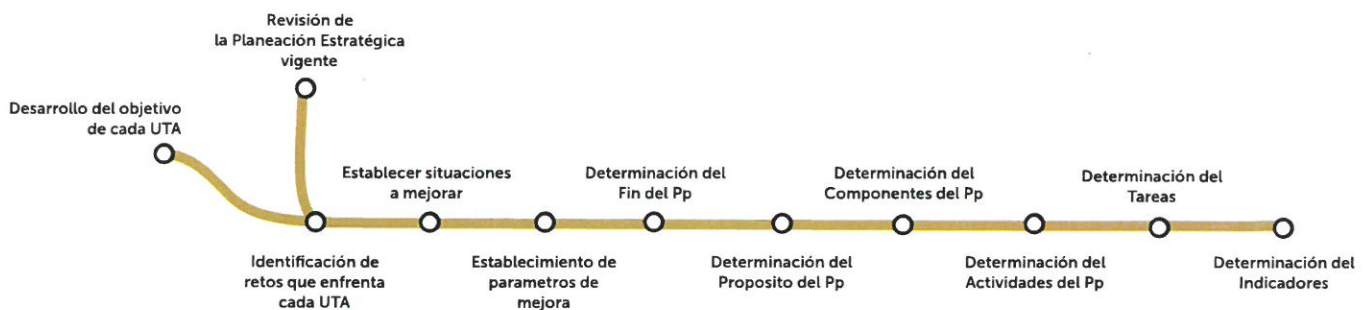 Revisión de
la Planeación Estratégica
vigente
Desarrollo del objetivo
de cada UTA
Establecer situaciones
a mejorar
Determinación del
Fin del Pp
Determinación del
Componentes del Pp
Determinación del
Tareas
Identificación de
retos que enfrenta
cada UTA
Establecimiento de
parametros de
mejora
Determinación del
Proposito del Pp
Determinación del
Actividades del Pp
Determinación del
Indicadores